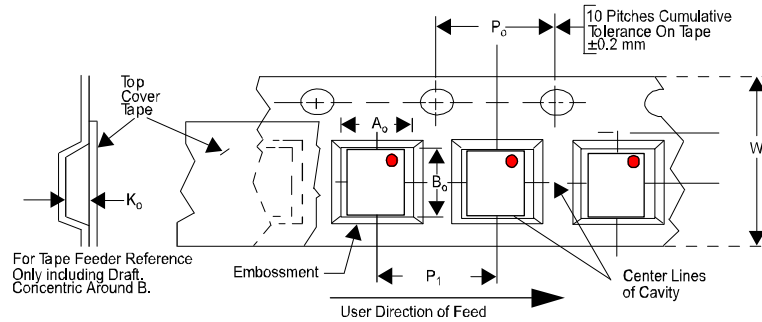 10 Pitches Cumulative
Tolerance On Tape
±0.2 mm
Po
Top
Cover
Tape
Ao
W
Bo
Ko
For Tape Feeder Reference
Only including Draft.
Concentric Around B.
Embossment
P1
Center Lines
of Cavity
User Direction of Feed